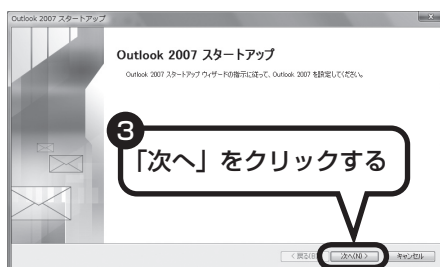 Outlook 2007 スタートアップ
Outlook 2007 スタートアップ
Outlook 2007 スタートアップ ウィザードの指示に従って、Outlook 2007 を設定してください。
3
「次へ」をクリックする
< 戻る(B) 次へ(N) > キャンセル